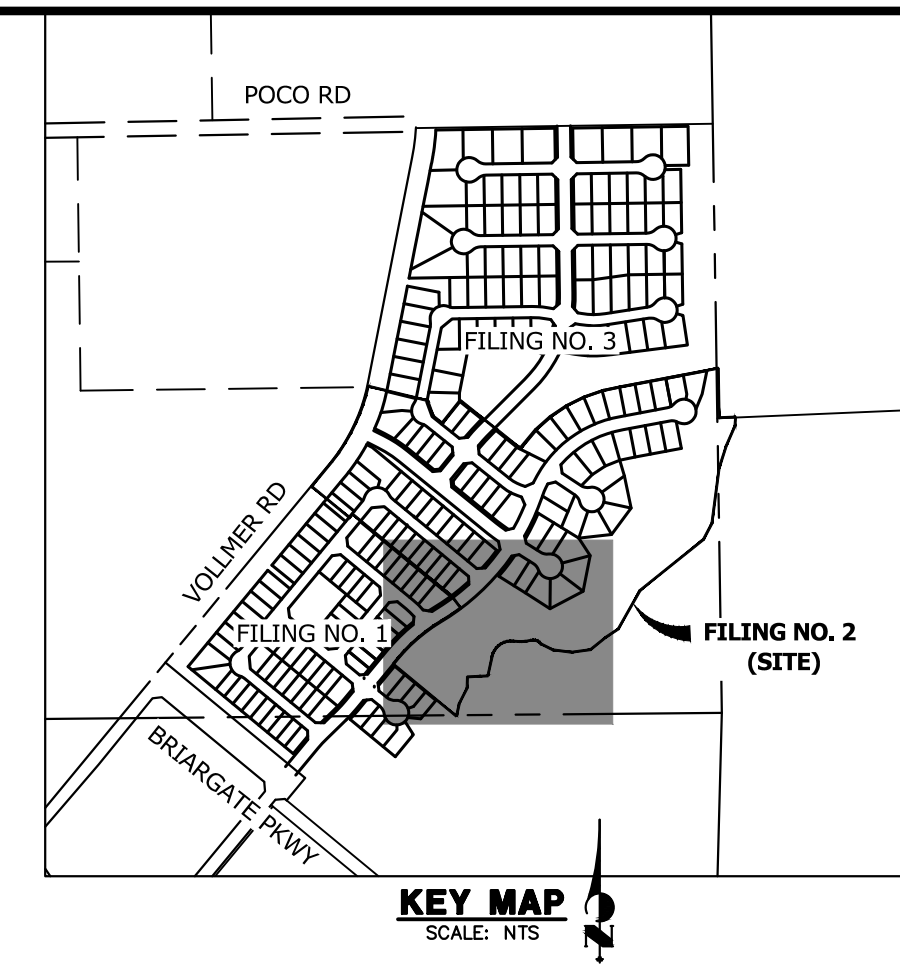 POCO RD
FILING NO. 3
VOLLMER RD
FILING NO. 1
FILING NO. 2
(SITE)
BRIARGATE PKWY
KEY MAP
SCALE: NTS
N